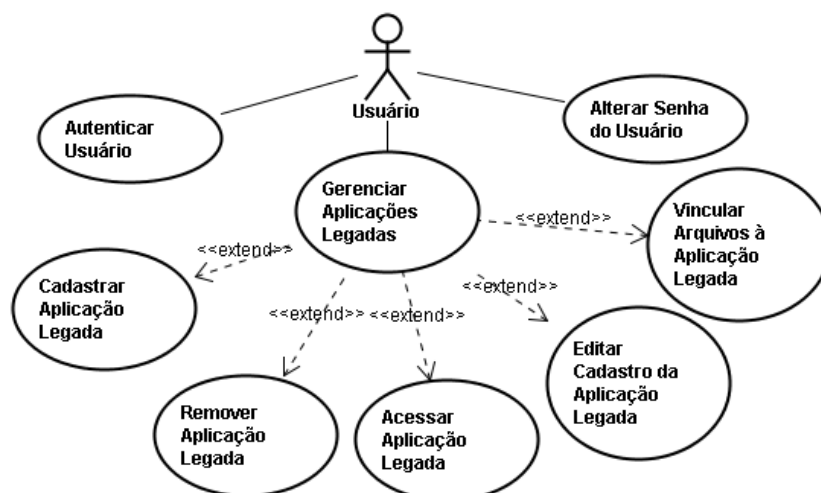 Usuário
Autenticar
Usuário
Alterar Senha
do Usuário
Gerenciar
Aplicações
Legadas
<<extend>>
Vincular
Arquivos à
Aplicação
Legada
<<extend>>
Cadastrar
Aplicação
Legada
<<extend>>
<<extend>>
<<extend>>
Editar
Cadastro da
Aplicação
Legada
Remover
Aplicação
Legada
Acessar
Aplicação
Legada